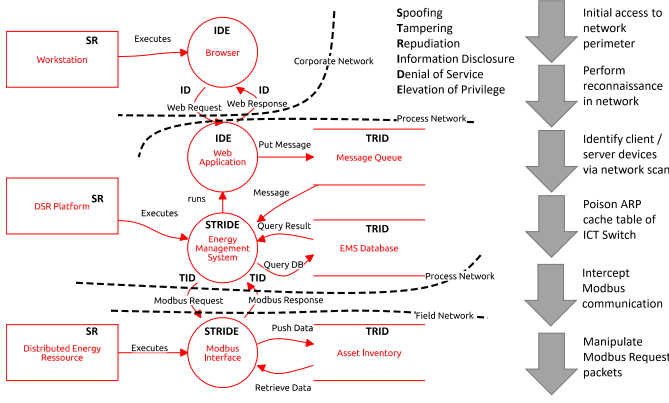 SR
Workstation
Executes
IDE
Browser
ID
ID
Web Request
Web Response
Corporate Network
Spoofing
Tampering
Repudiation
Information Disclosure
Denial of Service
Elevation of Privilege
Process Network
IDE
Web
Application
Put Message
TRID
Message Queue
Message
runs
SR
DSR Platform
Executes
STRIDE
Energy
Management
System
Query Result
Query DB
TRID
EMS Database
Process Network
TID
TID
Modbus Request
Modbus Response
Field Network
SR
Distributed Energy
Ressource
Executes
STRIDE
Modbus
Interface
Push Data
Retrieve Data
TRID
Asset Inventory
Initial access to
network
perimeter
Perform
reconnaissance
in network
Identify client /
server devices
via network scan
Poison ARP
cache table of
ICT Switch
Intercept
Modbus
communication
Manipulate
Modbus Request
packets